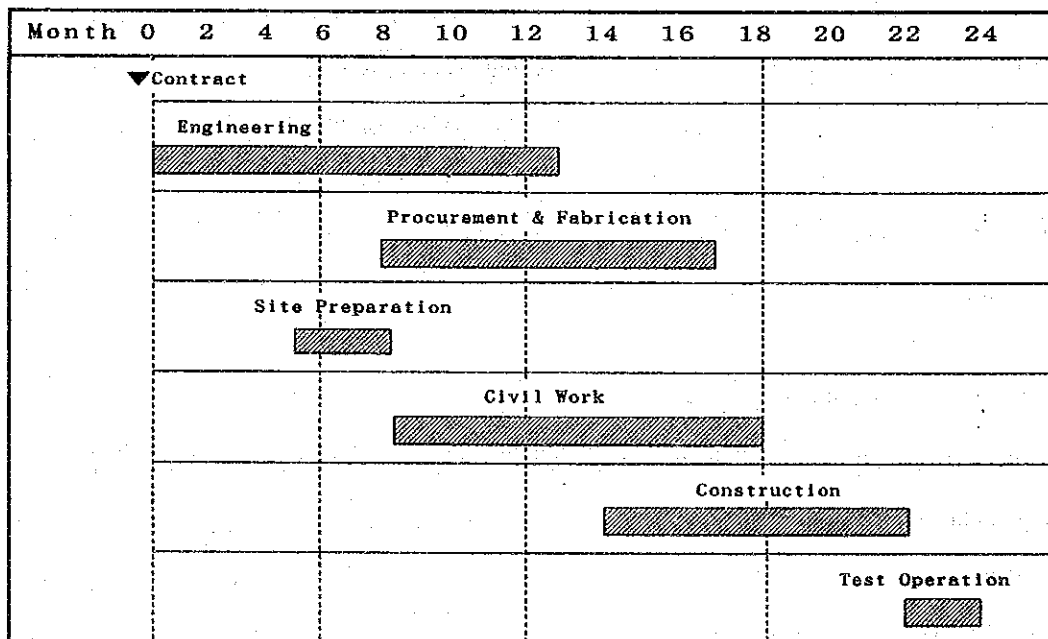 Month 0 2 4 6 8 10 12 14 16 18 20 22 24
▼Contract
Engineering
Procurement & Fabrication
Site Preparation
Civil Work
Construction
Test Operation